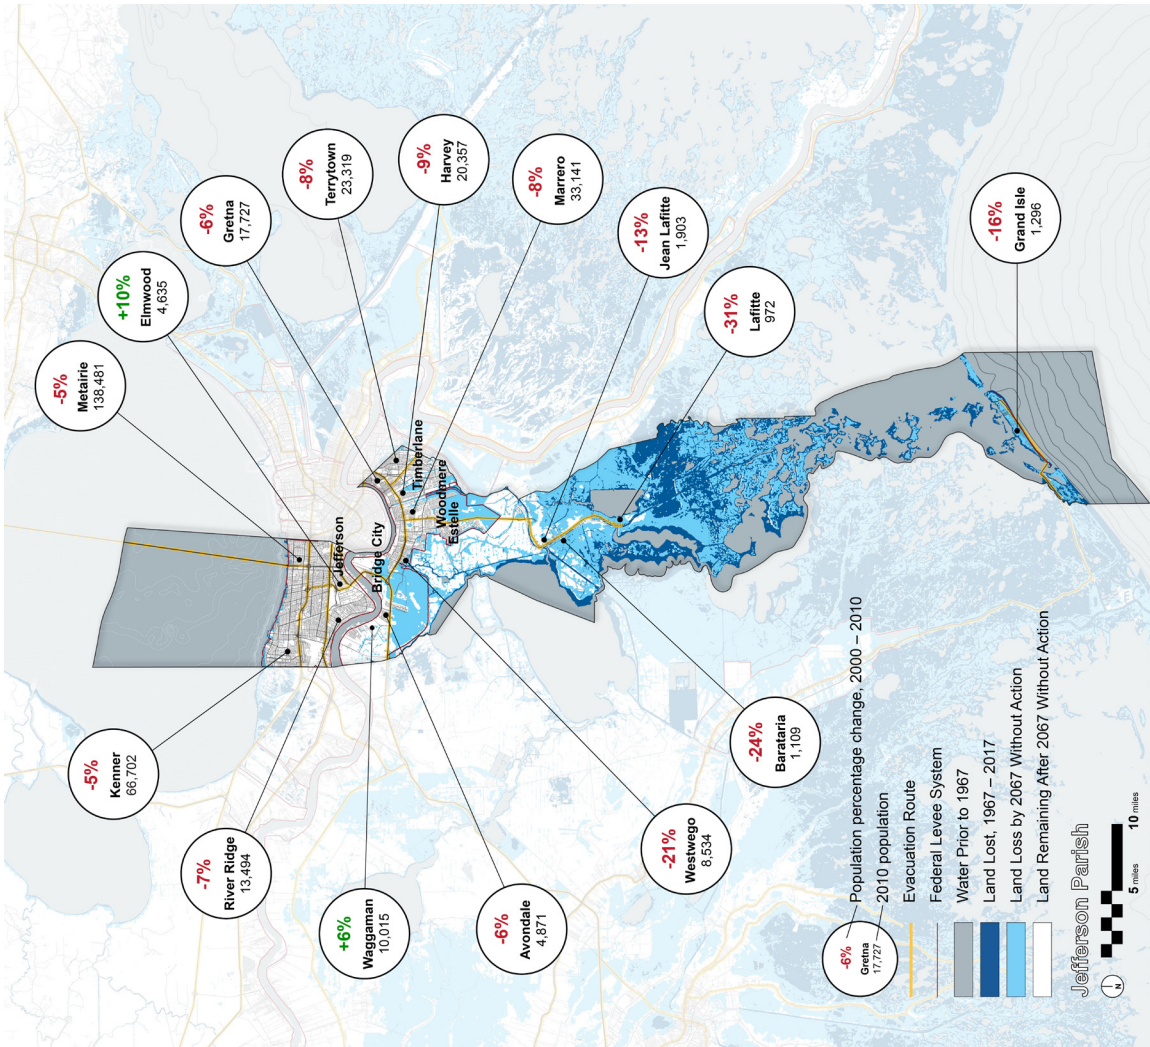 -5%
Metairie
138,481
+10%
Elmwood
4,635
-6%
Gretna
17,727
-8%
Terrytown
23,319
-9%
Harvey
20,357
-8%
Marrero
33,141
-13%
Jean Lafitte
1,903
-31%
Lafitte
972
-16%
Grand Isle
1,296
-5%
Kenner
66,702
-7%
River Ridge
13,494
+6%
Waggaman
10,015
-6%
Avondale
4,871
-21%
Westwego
8,534
-24%
Barataria
1,109
Jefferson
Bridge City
Timberlane
Woodmere
Estelle
-6%
Gretna
17,727
Population percentage change, 2000 – 2010
2010 population
Evacuation Route
Federal Levee System
Water Prior to 1967
Land Lost, 1967 – 2017
Land Loss by 2067 Without Action
Land Remaining After 2067 Without Action
Jefferson Parish
N
5 miles
10 miles